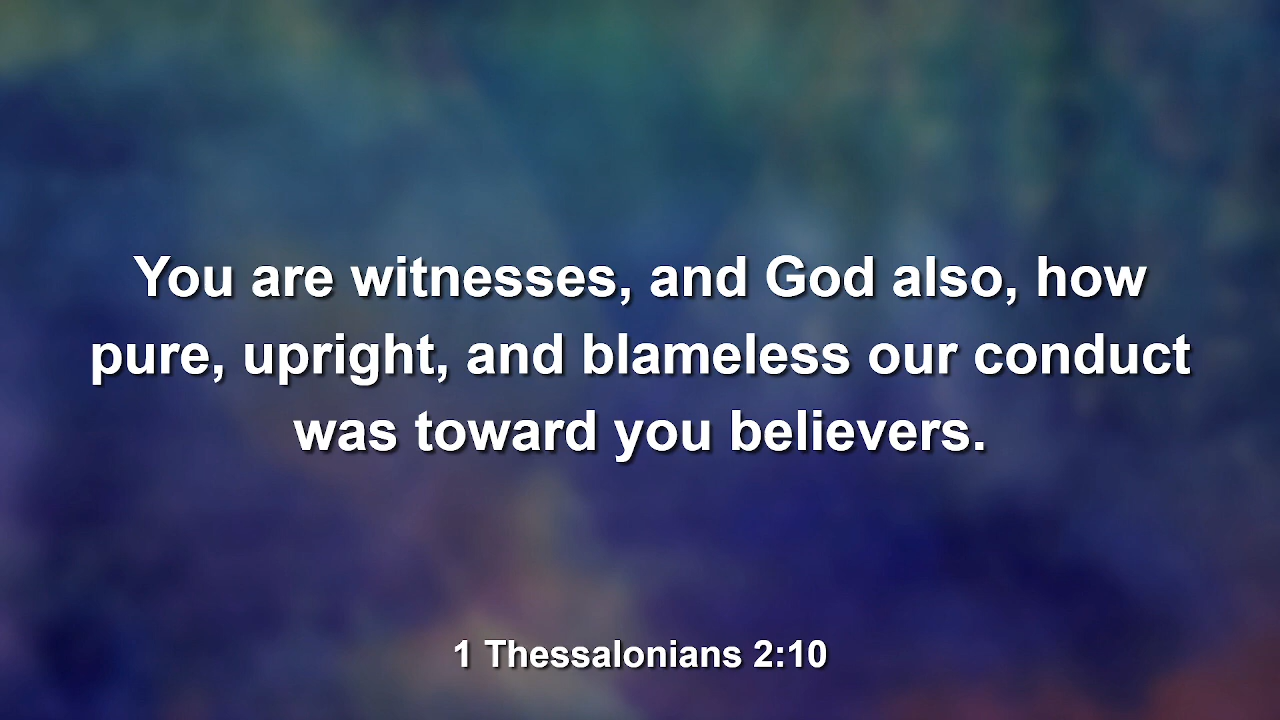 You are witnesses, and God also, how
pure, upright, and blameless our conduct
was toward you believers.
1 Thessalonians 2:10